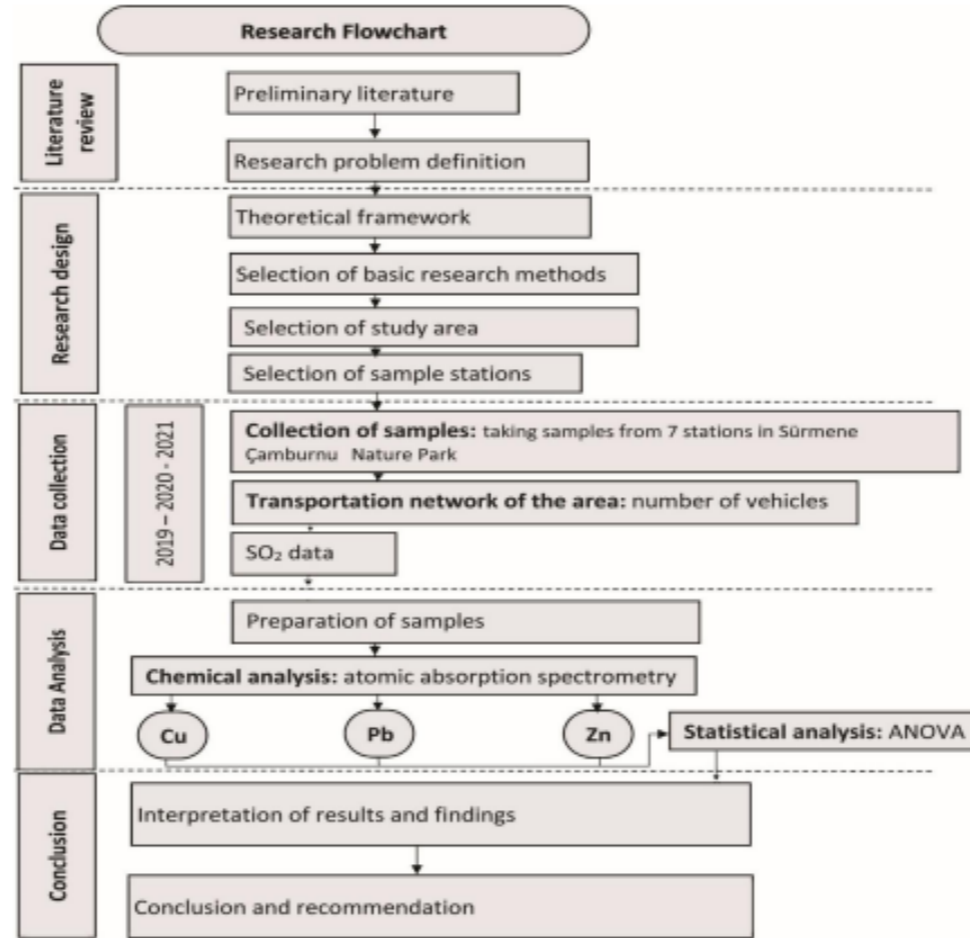 Research Flowchart
Literature
review
Preliminary literature
Research problem definition
Research design
Theoretical framework
Selection of basic research methods
Selection of study area
Selection of sample stations
Data collection
2019 – 2020 - 2021
Collection of samples: taking samples from 7 stations in Sürmene
Çamburnu Nature Park
Transportation network of the area: number of vehicles
SO₂ data
Data Analysis
Preparation of samples
Chemical analysis: atomic absorption spectrometry
Cu
Pb
Zn
Statistical analysis: ANOVA
Conclusion
Interpretation of results and findings
Conclusion and recommendation